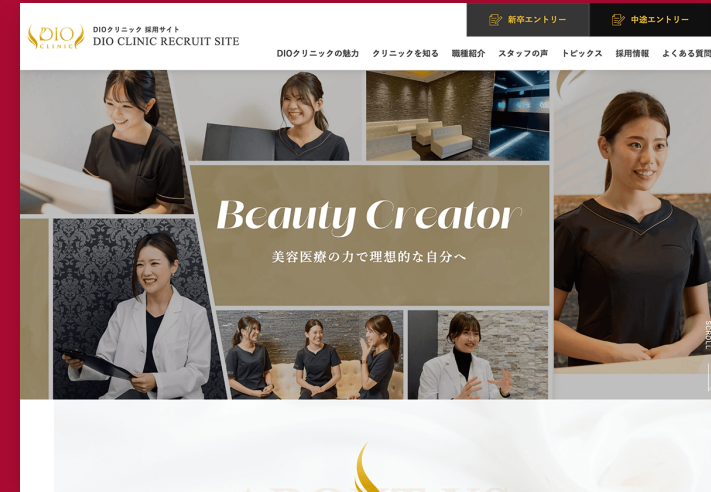 DIO
CLINIC
DIOクリニック 採用サイト
DIO CLINIC RECRUIT SITE
新卒エントリー
中途エントリー
DIOクリニックの魅力 クリニックを知る 職種紹介 スタッフの声 トピックス 採用情報 よくある質問
Beauty Creator
美容医療の力で理想的な自分へ
SCROLL
ABOUT US